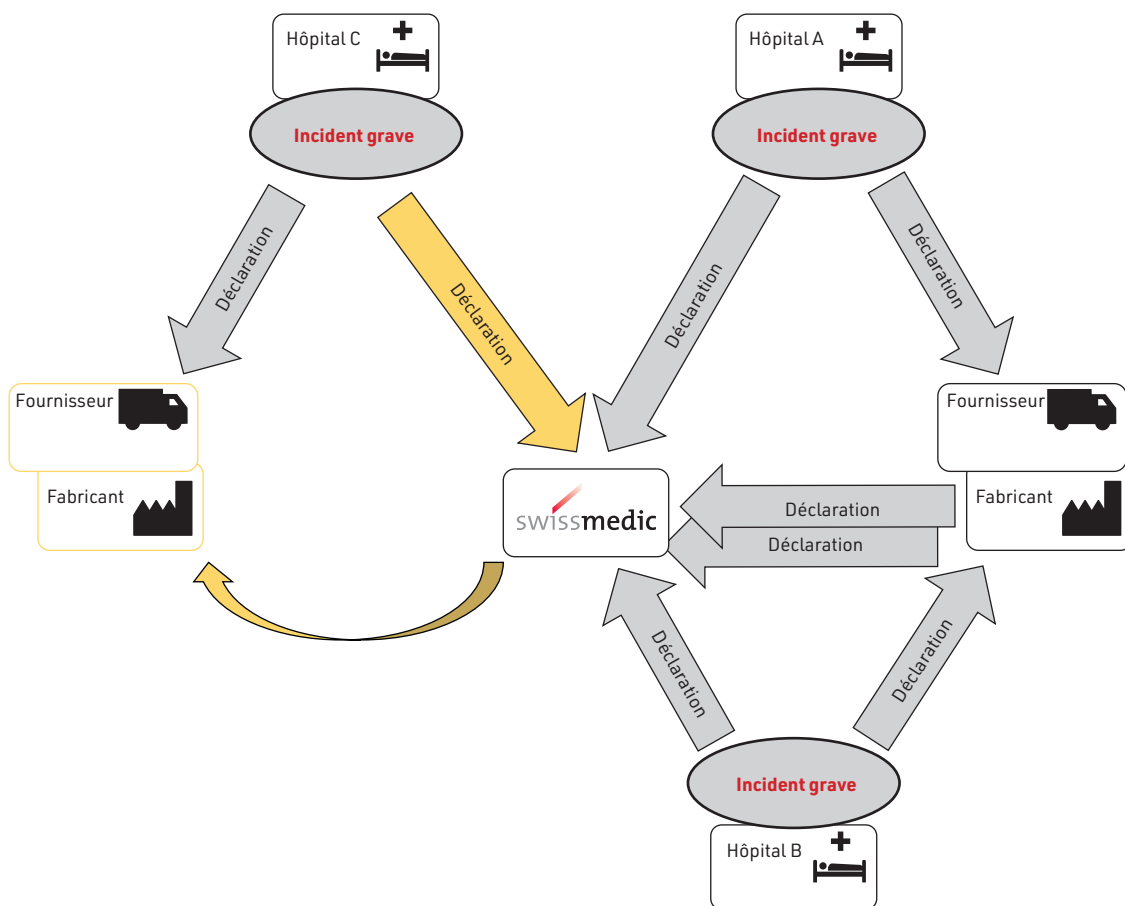 Hôpital C
Hôpital A
Incident grave
Incident grave
Déclaration
Déclaration
Déclaration
Déclaration
Fournisseur
Fabricant
swissmedic
Fournisseur
Fabricant
Déclaration
Déclaration
Déclaration
Déclaration
Incident grave
Hôpital B